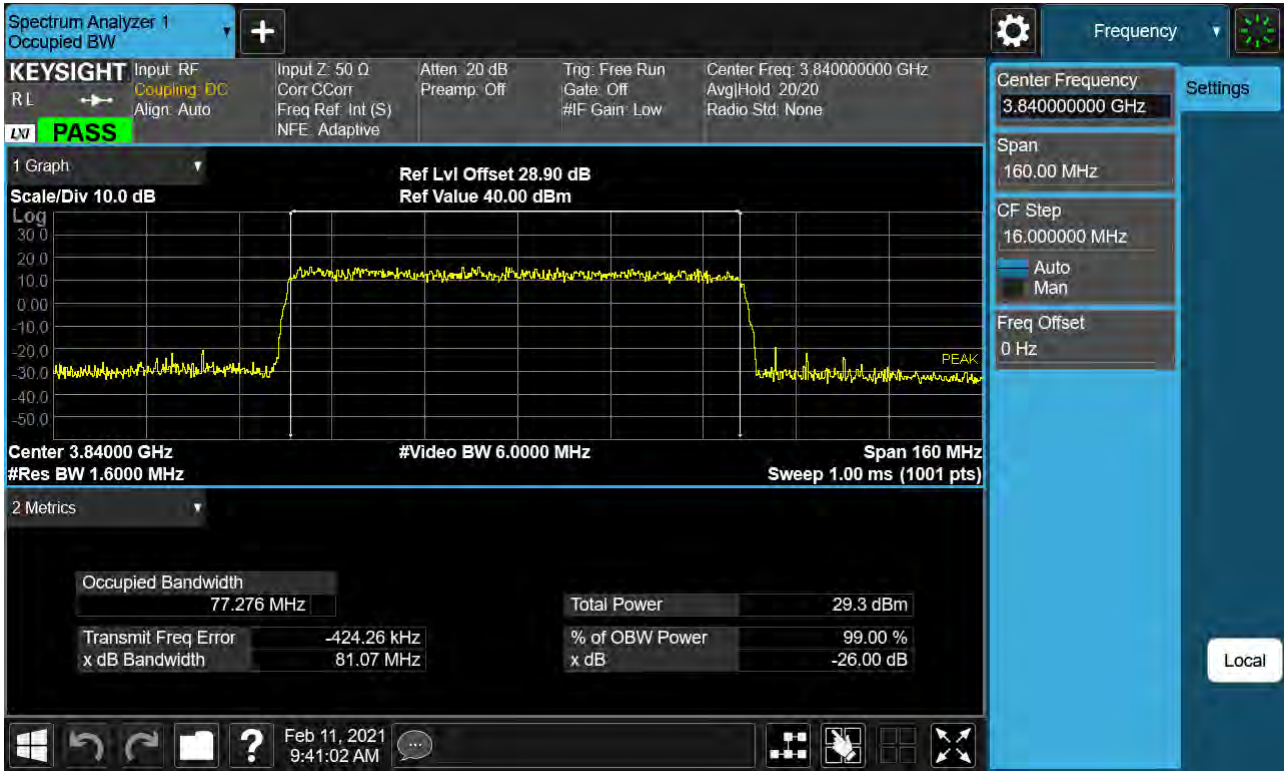 Spectrum Analyzer 1
Occupied BW
Frequency
KEYSIGHT
RL
LXI
PASS
Input: RF
Coupling: DC
Align: Auto
Input Z: 50 Ω
Corr CCorr
Freq Ref: Int (S)
NFE: Adaptive
Atten: 20 dB
Preamp: Off
Trig: Free Run
Gate: Off
#IF Gain: Low
Center Freq: 3.840000000 GHz
Avg|Hold: 20/20
Radio Std: None
1 Graph
Scale/Div 10.0 dB
Ref Lvl Offset 28.90 dB
Ref Value 40.00 dBm
Log
30.0
20.0
10.0
0.00
-10.0
-20.0
-30.0
-40.0
-50.0
PEAK
Center 3.84000 GHz
#Video BW 6.0000 MHz
Span 160 MHz
#Res BW 1.6000 MHz
Sweep 1.00 ms (1001 pts)
2 Metrics
Occupied Bandwidth
77.276 MHz
Total Power 29.3 dBm
Transmit Freq Error -424.26 kHz
% of OBW Power 99.00 %
x dB Bandwidth 81.07 MHz
x dB -26.00 dB
Center Frequency
3.840000000 GHz
Settings
Span
160.00 MHz
CF Step
16.000000 MHz
Auto
Man
Freq Offset
0 Hz
Local
?
Feb 11, 2021
9:41:02 AM